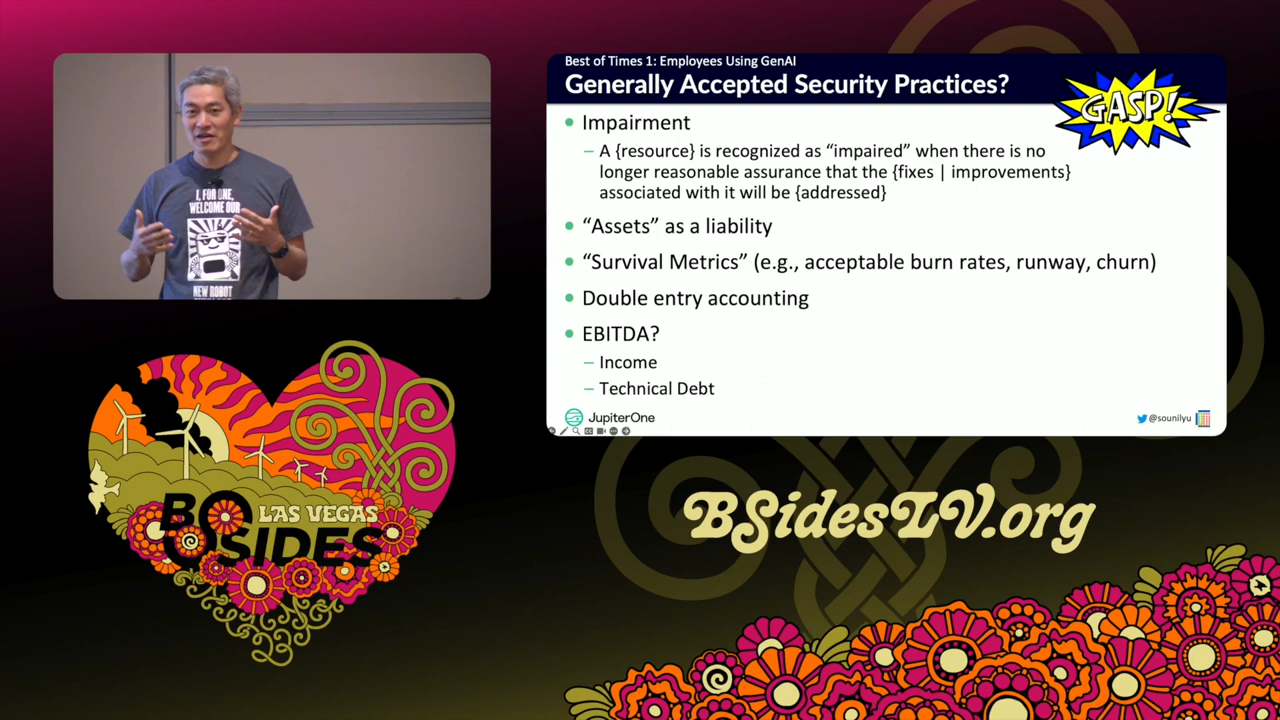 Best of Times 1: Employees Using GenAI
Generally Accepted Security Practices?
GASP!
• Impairment
– A {resource} is recognized as “impaired” when there is no
longer reasonable assurance that the {fixes | improvements}
associated with it will be {addressed}
• “Assets” as a liability
• “Survival Metrics” (e.g., acceptable burn rates, runway, churn)
• Double entry accounting
• EBITDA?
– Income
– Technical Debt
JupiterOne
@sounilyu
I, FOR ONE,
WELCOME OUR
NEW ROBOT
LAS VEGAS
BSIDES
23
BSidesLV.org